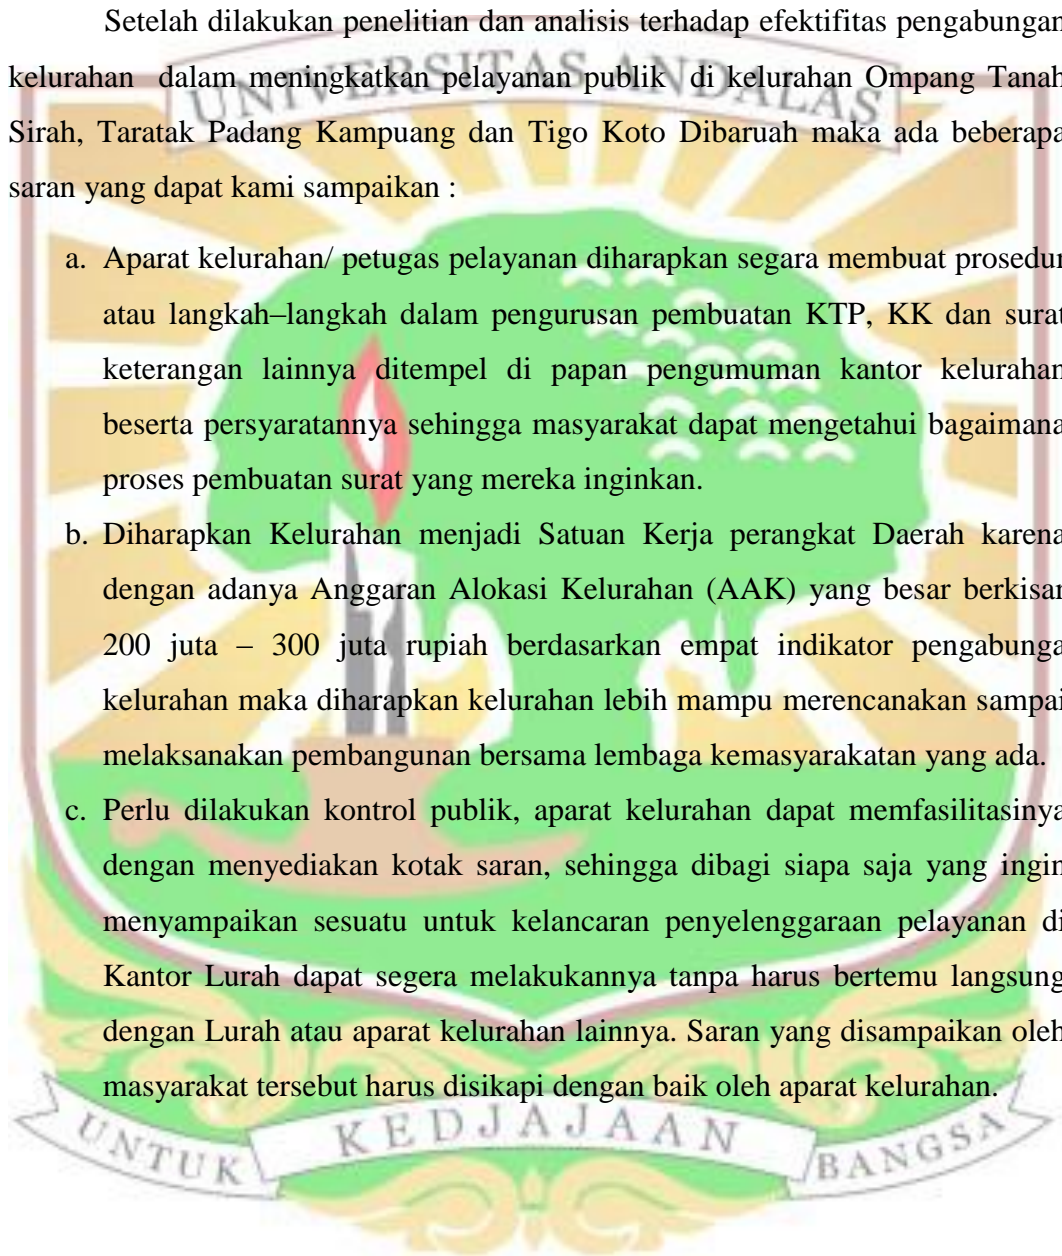 Setelah dilakukan penelitian dan analisis terhadap efektifitas pengabungan
kelurahan dalam meningkatkan pelayanan publik di kelurahan Ompang Tanah
UNIVERSITAS ANDALAS
Sirah, Taratak Padang Kampuang dan Tigo Koto Dibaruah maka ada beberapa
saran yang dapat kami sampaikan :
a. Aparat kelurahan/ petugas pelayanan diharapkan segara membuat prosedur
atau langkah–langkah dalam pengurusan pembuatan KTP, KK dan surat
keterangan lainnya ditempel di papan pengumuman kantor kelurahan
beserta persyaratannya sehingga masyarakat dapat mengetahui bagaimana
proses pembuatan surat yang mereka inginkan.
b. Diharapkan Kelurahan menjadi Satuan Kerja perangkat Daerah karena
dengan adanya Anggaran Alokasi Kelurahan (AAK) yang besar berkisar
200 juta – 300 juta rupiah berdasarkan empat indikator pengabunga
kelurahan maka diharapkan kelurahan lebih mampu merencanakan sampai
melaksanakan pembangunan bersama lembaga kemasyarakatan yang ada.
c. Perlu dilakukan kontrol publik, aparat kelurahan dapat memfasilitasinya
dengan menyediakan kotak saran, sehingga dibagi siapa saja yang ingin
menyampaikan sesuatu untuk kelancaran penyelenggaraan pelayanan di
Kantor Lurah dapat segera melakukannya tanpa harus bertemu langsung
dengan Lurah atau aparat kelurahan lainnya. Saran yang disampaikan oleh
masyarakat tersebut harus disikapi dengan baik oleh aparat kelurahan.
UNTUK KEDJAJAAN BANGSA